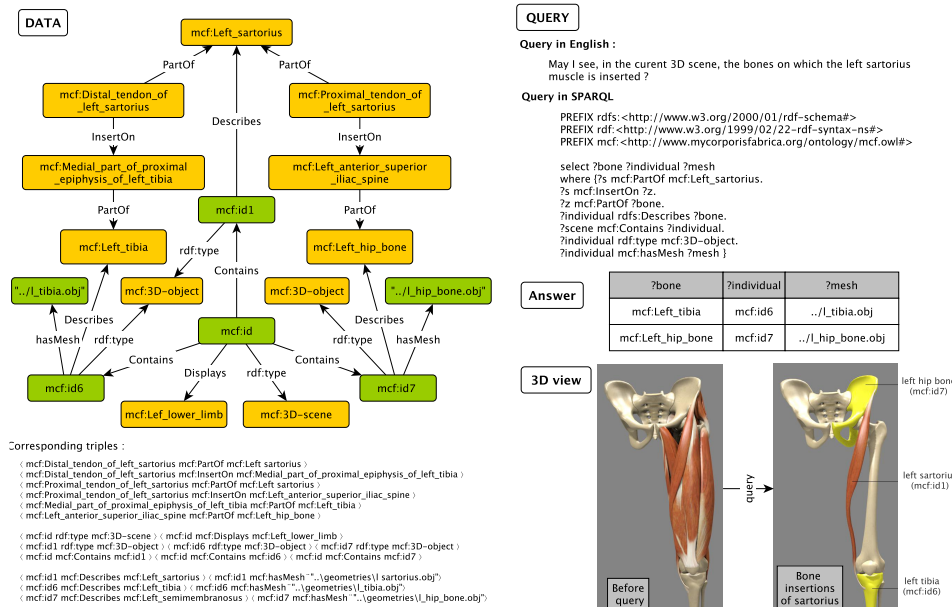 DATA
mcf:Left_sartorius
PartOf
PartOf
mcf:Distal_tendon_of
_left_sartorius
mcf:Proximal_tendon_of
_left_sartorius
Describes
InsertOn
InsertOn
mcf:Medial_part_of_proximal
_epiphysis_of_left_tibia
mcf:Left_anterior_superior
_iliac_spine
PartOf
mcf:id1
PartOf
mcf:Left_tibia
rdf:type
mcf:Left_hip_bone
Contains
"../l_tibia.obj"
mcf:3D-object
mcf:3D-object
"../l_hip_bone.obj"
Describes
hasMesh
rdf:type
mcf:id
Describes
rdf:type
hasMesh
Contains
Contains
mcf:id6
Displays
rdf:type
mcf:id7
mcf:Lef_lower_limb
mcf:3D-scene
Corresponding triples :
⟨ mcf:Distal_tendon_of_left_sartorius mcf:PartOf mcf:Left sartorius ⟩
⟨ mcf:Distal_tendon_of_left_sartorius mcf:InsertOn mcf:Medial_part_of_proximal_epiphysis_of_left_tibia ⟩
⟨ mcf:Proximal_tendon_of_left_sartorius mcf:PartOf mcf:Left sartorius ⟩
⟨ mcf:Proximal_tendon_of_left_sartorius mcf:InsertOn mcf:Left_anterior_superior_iliac_spine ⟩
⟨ mcf:Medial_part_of_proximal_epiphysis_of_left_tibia mcf:PartOf mcf:Left_tibia ⟩
⟨ mcf:Left_anterior_superior_iliac_spine mcf:PartOf mcf:Left_hip_bone ⟩
⟨ mcf:id rdf:type mcf:3D-scene ⟩ ⟨ mcf:id mcf:Displays mcf:Left_lower_limb ⟩
⟨ mcf:id1 rdf:type mcf:3D-object ⟩ ⟨ mcf:id6 rdf:type mcf:3D-object ⟩ ⟨ mcf:id7 rdf:type mcf:3D-object ⟩
⟨ mcf:id mcf:Contains mcf:id1 ⟩ ⟨ mcf:id mcf:Contains mcf:id6 ⟩ ⟨ mcf:id mcf:Contains mcf:id7 ⟩
⟨ mcf:id1 mcf:Describes mcf:Left_sartorius ⟩ ⟨ mcf:id1 mcf:hasMesh¨"..\geometries\l sartorius.obj"⟩
⟨ mcf:id6 mcf:Describes mcf:Left_tibia ⟩ ⟨ mcf:id6 mcf:hasMesh¨"..\geometries\l_tibia.obj"⟩
⟨ mcf:id7 mcf:Describes mcf:Left_semimembranosus ⟩ ⟨ mcf:id7 mcf:hasMesh¨"..\geometries\l_hip_bone.obj"⟩
QUERY
Query in English :
May I see, in the curent 3D scene, the bones on which the left sartorius
muscle is inserted ?
Query in SPARQL
PREFIX rdfs:<http://www.w3.org/2000/01/rdf-schema#>
PREFIX rdf:<http://www.w3.org/1999/02/22-rdf-syntax-ns#>
PREFIX mcf:<http://www.mycorporisfabrica.org/ontology/mcf.owl#>
select ?bone ?individual ?mesh
where {?s mcf:PartOf mcf:Left_sartorius.
?s mcf:InsertOn ?z.
?z mcf:PartOf ?bone.
?individual rdfs:Describes ?bone.
?scene mcf:Contains ?individual.
?individual rdf:type mcf:3D-object.
?individual mcf:hasMesh ?mesh }
Answer
?bone ?individual ?mesh
mcf:Left_tibia mcf:id6 ../l_tibia.obj
mcf:Left_hip_bone mcf:id7 ../l_hip_bone.obj
3D view
left hip bone
(mcf:id7)
query
left sartorius
(mcf:id1)
left tibia
(mcf:id6)
Before
query
Bone
insertions
of sartorius